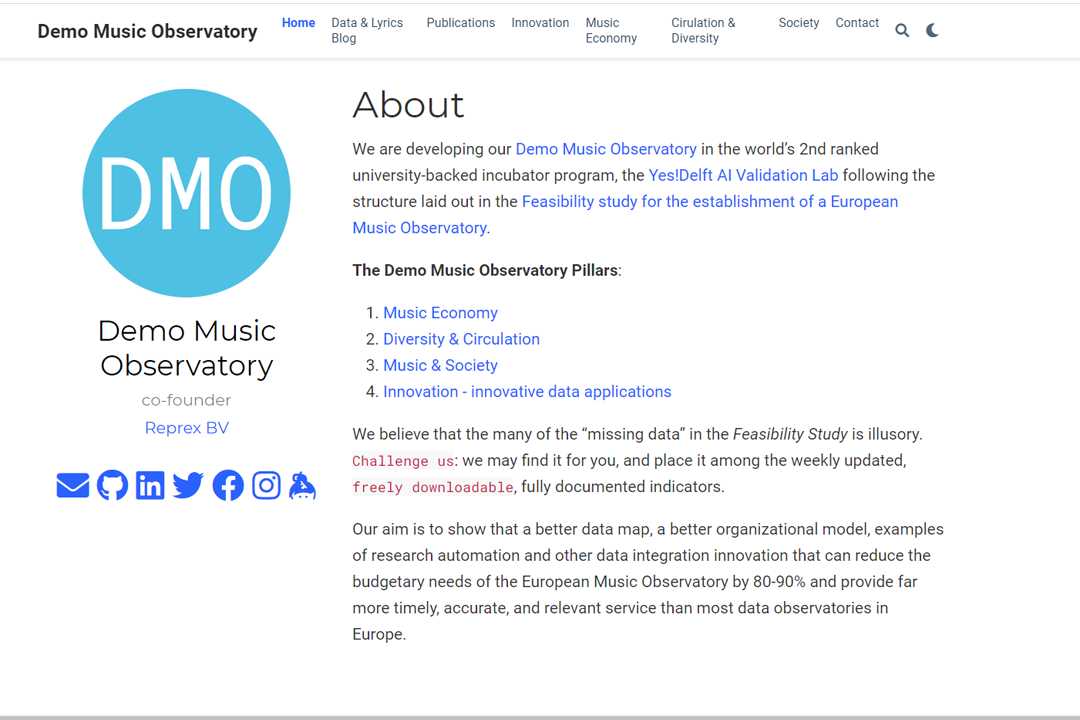 Demo Music Observatory
Home
Data & Lyrics
Blog
Publications
Innovation
Music
Economy
Cirulation &
Diversity
Society
Contact
DMO
Demo Music
Observatory
co-founder
Reprex BV
About
We are developing our Demo Music Observatory in the world’s 2nd ranked
university-backed incubator program, the Yes!Delft AI Validation Lab following the
structure laid out in the Feasibility study for the establishment of a European
Music Observatory.
The Demo Music Observatory Pillars:
1. Music Economy
2. Diversity & Circulation
3. Music & Society
4. Innovation - innovative data applications
We believe that the many of the “missing data” in the Feasibility Study is illusory.
Challenge us: we may find it for you, and place it among the weekly updated,
freely downloadable, fully documented indicators.
Our aim is to show that a better data map, a better organizational model, examples
of research automation and other data integration innovation that can reduce the
budgetary needs of the European Music Observatory by 80-90% and provide far
more timely, accurate, and relevant service than most data observatories in
Europe.